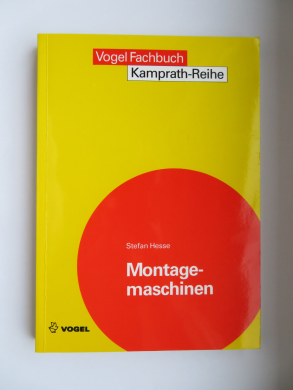 Vogel Fachbuch
Kamprath-Reihe
Stefan Hesse
Montage-
maschinen
VOGEL